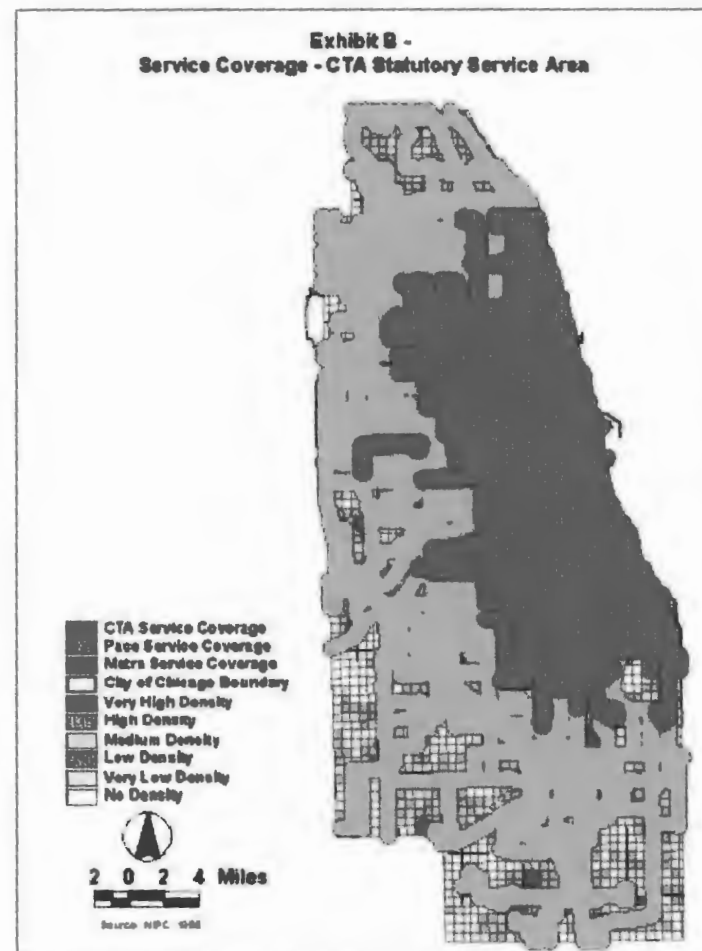 Exhibit B -
Service Coverage - CTA Statutory Service Area
CTA Service Coverage
Pace Service Coverage
Metra Service Coverage
City of Chicago Boundary
Very High Density
High Density
Medium Density
Low Density
Very Low Density
No Density
2 0 2 4 Miles
Source: NIPC